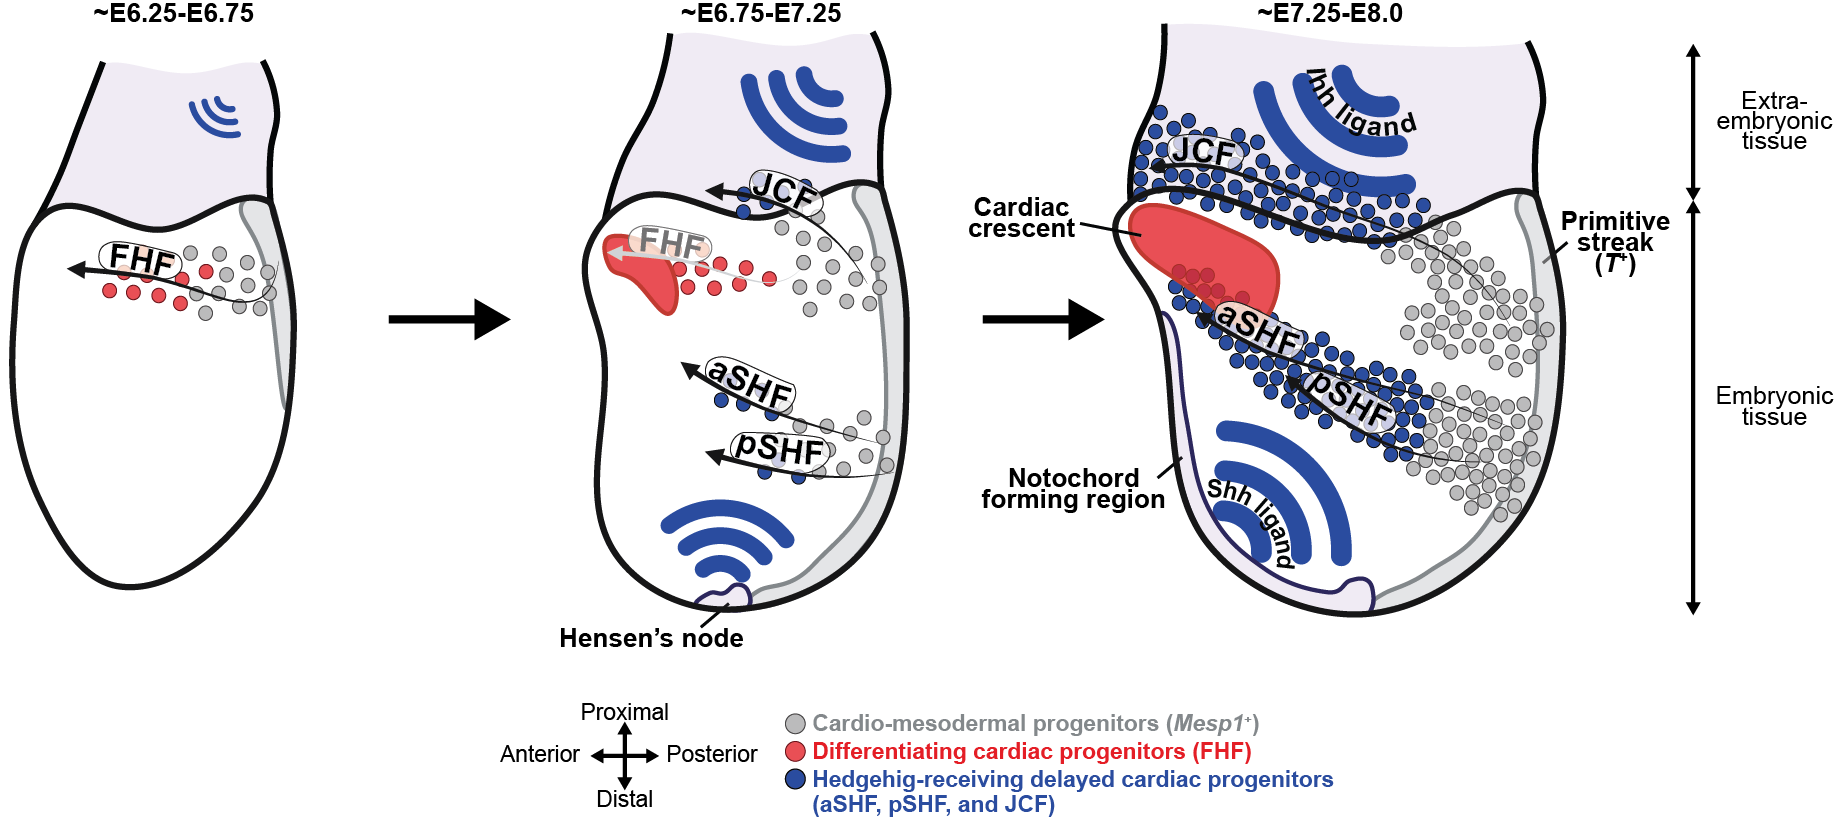 ~E6.25-E6.75
~E6.75-E7.25
~E7.25-E8.0
FHF
JCF
FHF
aSHF
pSHF
Hensen's node
Ihh ligand
JCF
Cardiac
crescent
aSHF
pSHF
Notochord
forming region
Shh ligand
Primitive
streak
(T+)
Extra-
embryonic
tissue
Embryonic
tissue
Proximal
Anterior
Posterior
Distal
Cardio-mesodermal progenitors (Mesp1+)
Differentiating cardiac progenitors (FHF)
Hedgehig-receiving delayed cardiac progenitors
(aSHF, pSHF, and JCF)